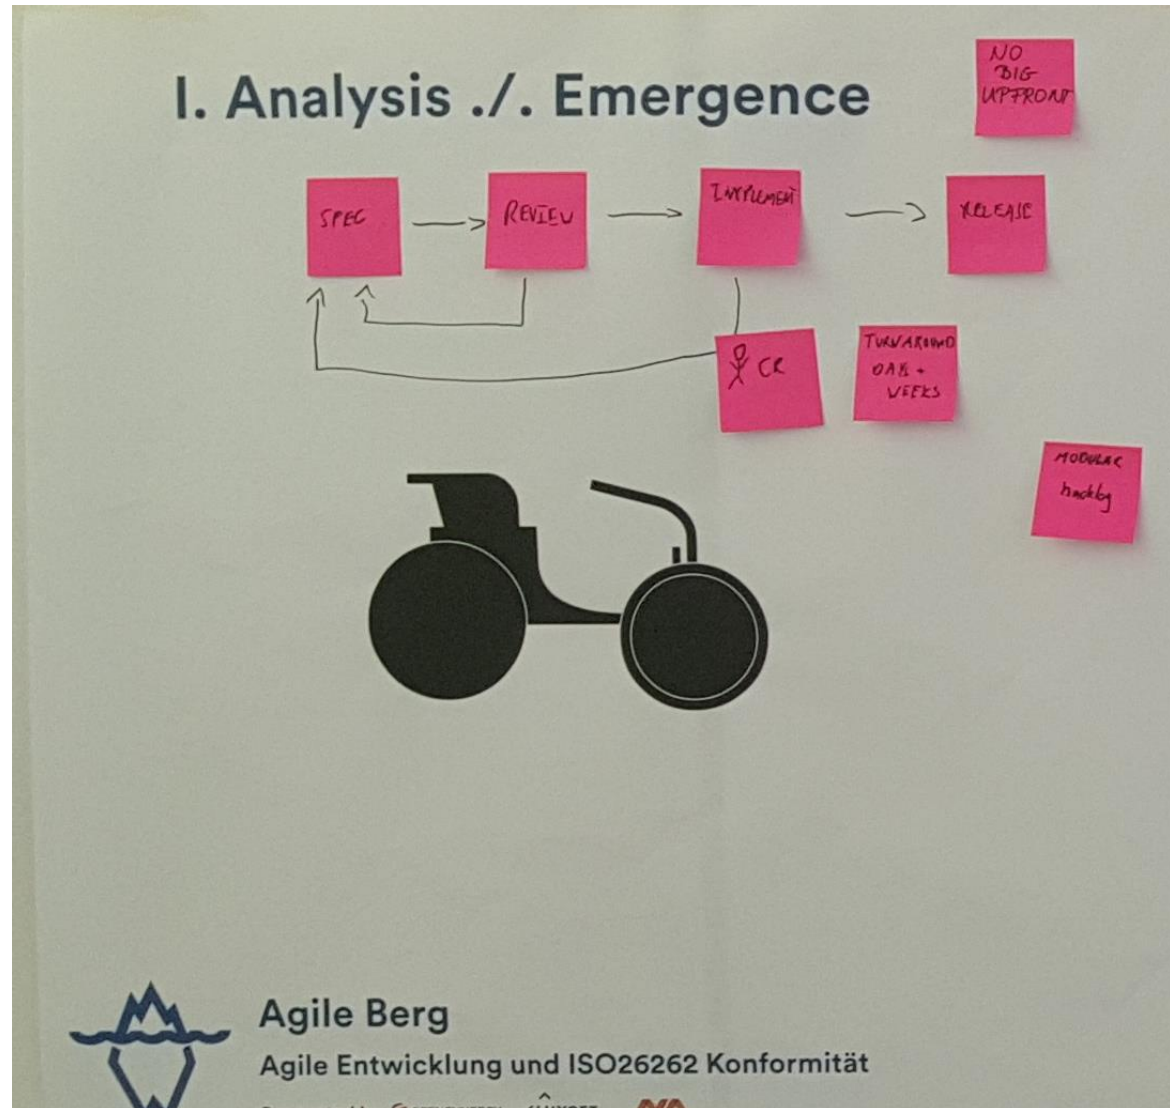 I. Analysis ./. Emergence
NO
BIG
UPFRONT
SPEC
REVIEW
IMPLEMENT
RELEASE
CR
TURNAROUND
WEEKS
MODULAR
Agile Berg
Agile Entwicklung und ISO26262 Konformität